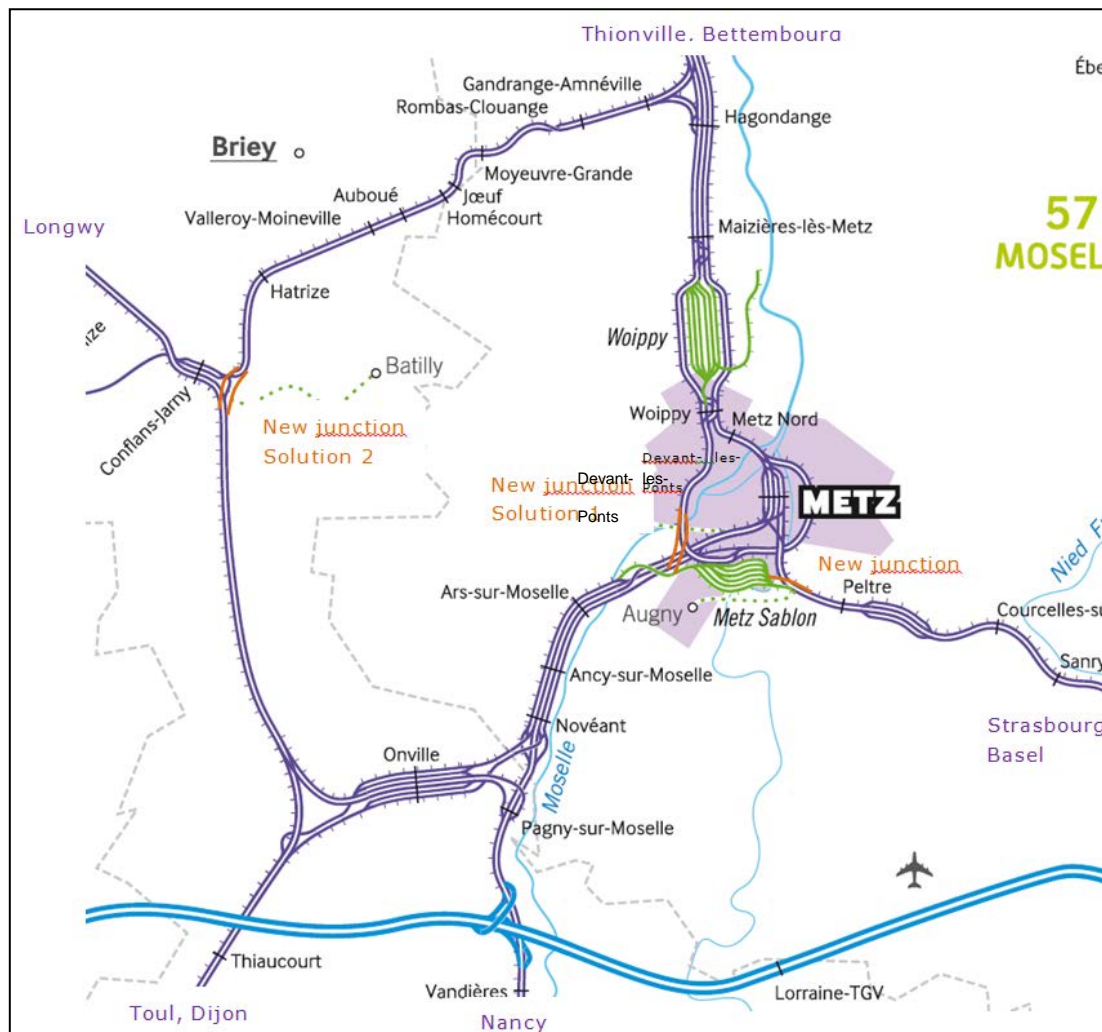 Thionville. Bettemboura
Ébe
Gandrange-Amnéville
Rombas-Clouange
Hagondange
Briey
Moyeuvre-Grande
Auboué
Jœuf
Valleroy-Moineville
Homécourt
57
MOSEL
Longwy
Maizières-lès-Metz
Hatrize
Woippy
Batilly
Conflans-Jarny
Woippy
Metz Nord
New junction
Solution 2
Devant- les-
Ponts
New junction
Solution 1
Devant- les-
Ponts
METZ
New junction
Nied F
Ars-sur-Moselle
Peltre
Augny
Metz Sablon
Courcelles-su
Sanry
Ancy-sur-Moselle
Novéant
Strasbourg
Basel
Onville
Moselle
Pagny-sur-Moselle
Thiaucourt
Vandières
Lorraine-TGV
Toul, Dijon
Nancy